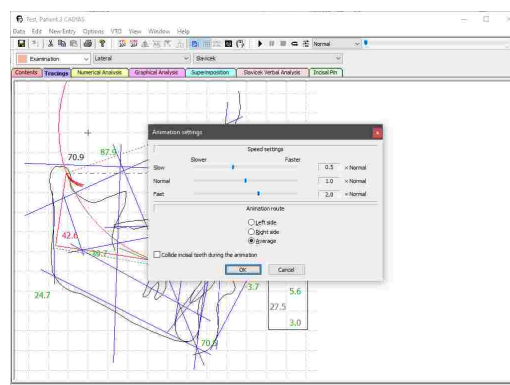 Test, Patient.3 CADIAS
Data Edit New Entry Options VTO View Window Help
Normal
Examination Lateral Slavicek
Contents Tracings Numerical Analysis Graphical Analysis Superimposition Slavicek Verbal Analysis Incisal Pin
Animation settings
Speed settings
Slower Faster
Slow 0.5 × Normal
Normal 1.0 × Normal
Fast 2.0 × Normal
Animation route
Left side
Right side
Average
Collide incisal teeth during the animation
OK Cancel
87.9
70.9
42.6
24.7
3.7
5.6
27.5
3.0